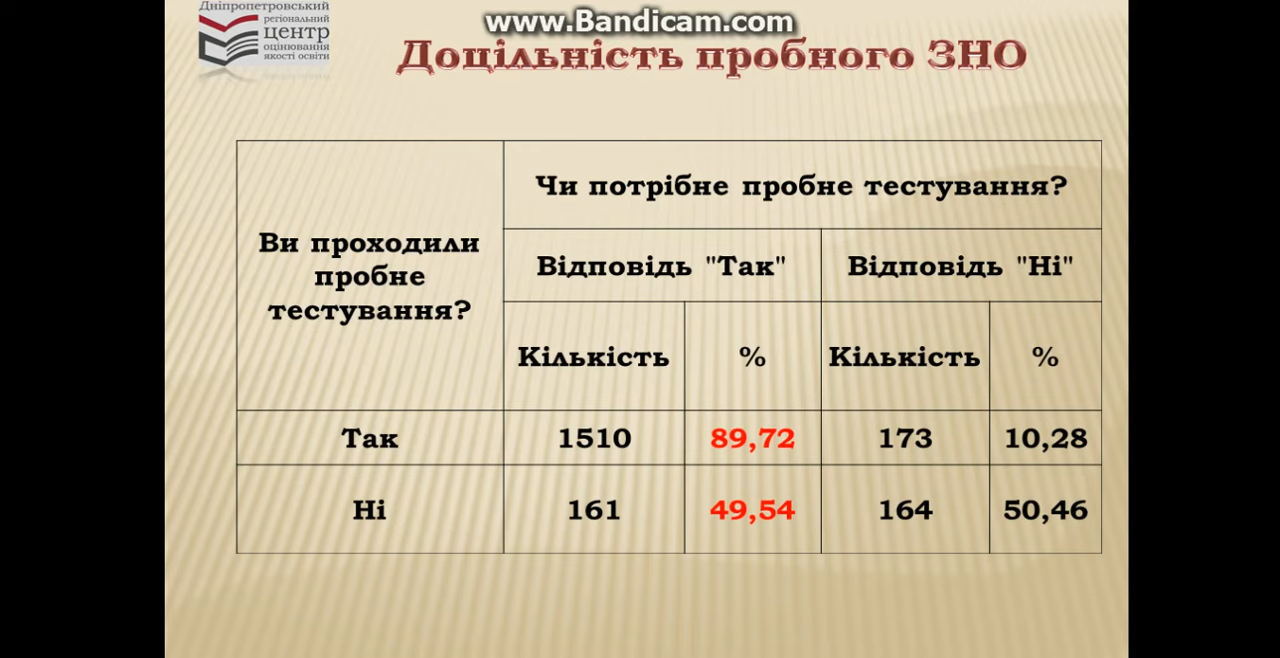 Дніпропетровський
регіональний
центр
оцінювання
якості освіти
www.Bandicam.com
Доцільність пробного ЗНО
Ви проходили
пробне
тестування?
Чи потрібне пробне тестування?
Відповідь "Так"
Відповідь "Ні"
Кількість
%
Кількість
%
Так
1510
89,72
173
10,28
Ні
161
49,54
164
50,46